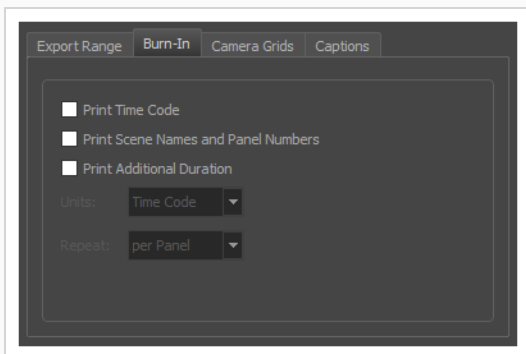 Export Range Burn-In Camera Grids Captions
Print Time Code
Print Scene Names and Panel Numbers
Print Additional Duration
Units: Time Code
Repeat: per Panel